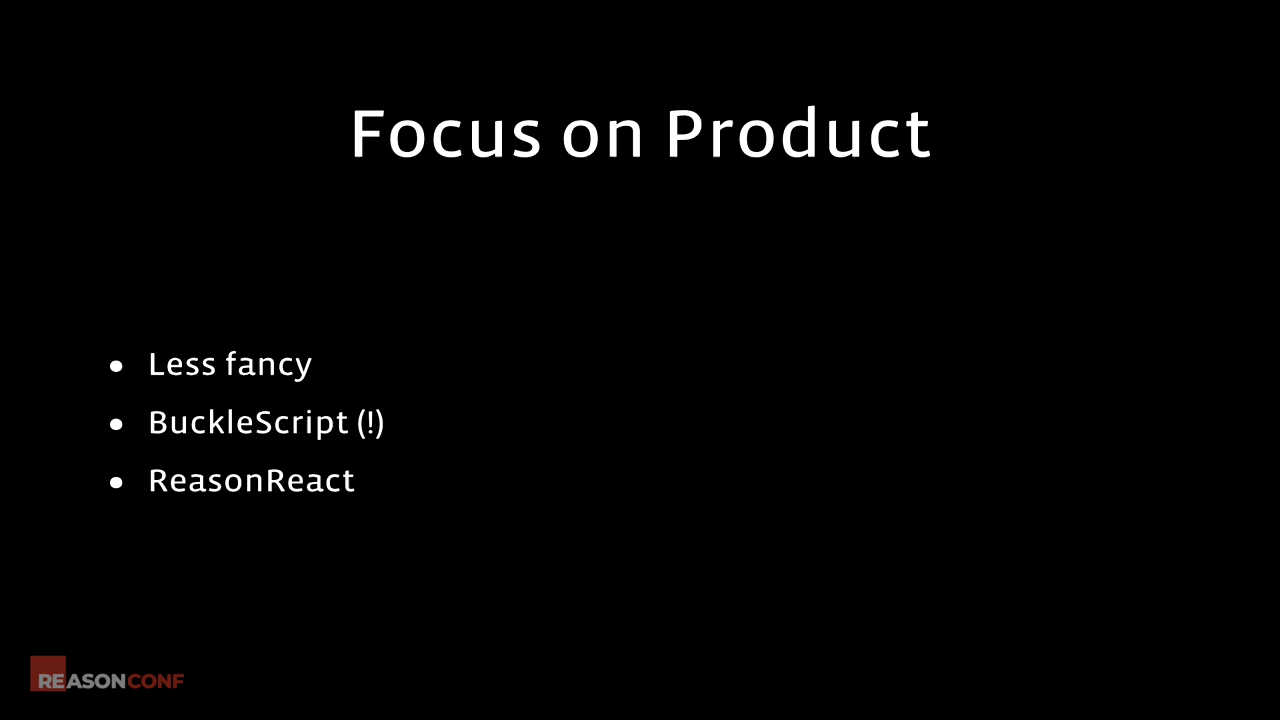 Focus on Product
• Less fancy
• BuckleScript (!)
• ReasonReact
REASONCONF